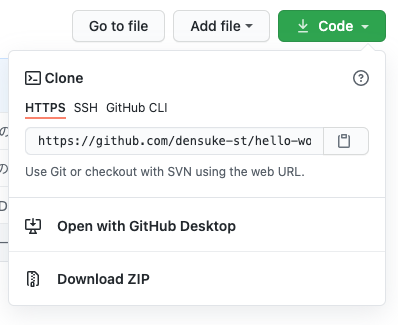 Go to file
Add file
Code
Clone
HTTPS SSH GitHub CLI
https://github.com/densuke-st/hello-wo
Use Git or checkout with SVN using the web URL.
Open with GitHub Desktop
Download ZIP